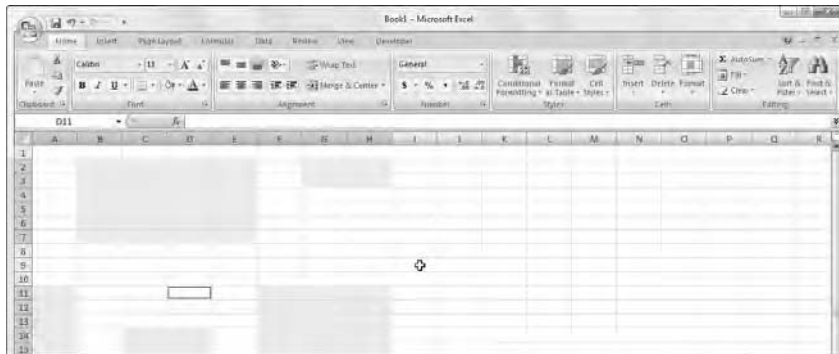 Book1 - Microsoft Excel
Home Insert Page Layout Formulas Data Review View Developer
Calibri 11 A A Wrap Text General AutoSum
Paste B I U A Merge & Center $ % , Conditional Format Cell Insert Delete Format Fill Sort & Find &
Formatting as Table Styles Clear Filter Select
Clipboard Font Alignment Number Styles Cells Editing
D11 fx
A B C D E F G H I J K L M N O P Q R
1
2
3
4
5
6
7
8
9
10
11
12
13
14
15